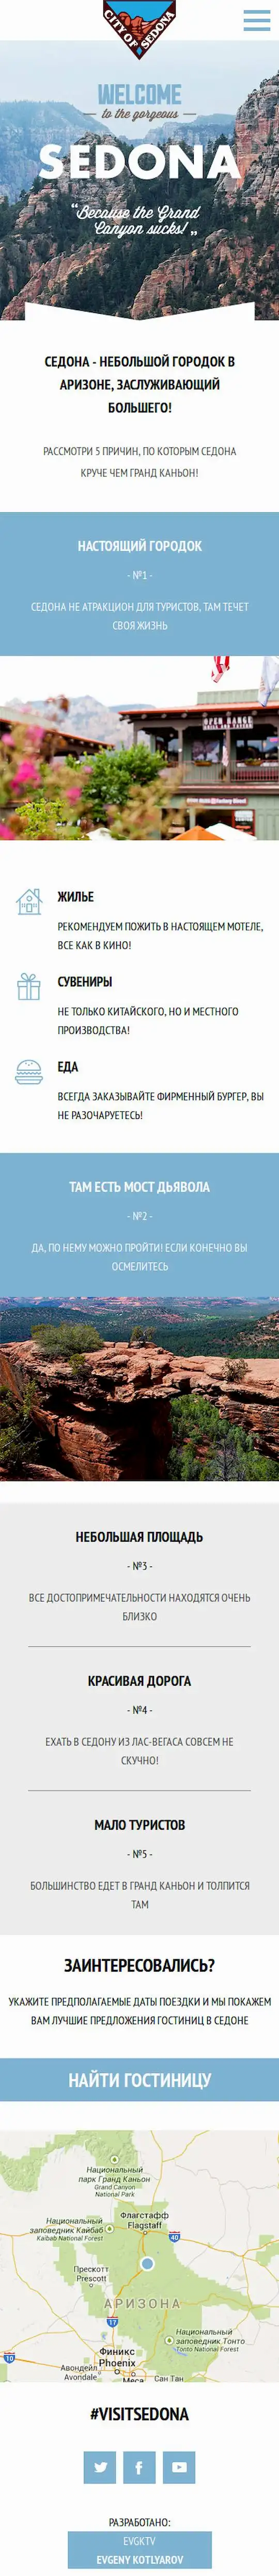 CITY OF SEDONA
WELCOME
to the gorgeous
SEDONA
“Because the Grand
Canyon sucks! „
СЕДОНА - НЕБОЛЬШОЙ ГОРОДОК В
АРИЗОНЕ, ЗАСЛУЖИВАЮЩИЙ
БОЛЬШЕГО!
РАССМОТРИ 5 ПРИЧИН, ПО КОТОРЫМ СЕДОНА
КРУЧЕ ЧЕМ ГРАНД КАНЬОН!
НАСТОЯЩИЙ ГОРОДОК
- №1 -
СЕДОНА НЕ АТРАКЦИОН ДЛЯ ТУРИСТОВ, ТАМ ТЕЧЕТ
СВОЯ ЖИЗНЬ
OPEN RANGE
ЖИЛЬЕ
РЕКОМЕНДУЕМ ПОЖИТЬ В НАСТОЯЩЕМ МОТЕЛЕ,
ВСЕ КАК В КИНО!
СУВЕНИРЫ
НЕ ТОЛЬКО КИТАЙСКОГО, НО И МЕСТНОГО
ПРОИЗВОДСТВА!
ЕДА
ВСЕГДА ЗАКАЗЫВАЙТЕ ФИРМЕННЫЙ БУРГЕР, ВЫ
НЕ РАЗОЧАРУЕТЕСЬ!
ТАМ ЕСТЬ МОСТ ДЬЯВОЛА
- №2 -
ДА, ПО НЕМУ МОЖНО ПРОЙТИ! ЕСЛИ КОНЕЧНО ВЫ
ОСМЕЛИТЕСЬ
НЕБОЛЬШАЯ ПЛОЩАДЬ
- №3 -
ВСЕ ДОСТОПРИМЕЧАТЕЛЬНОСТИ НАХОДЯТСЯ ОЧЕНЬ
БЛИЗКО
КРАСИВАЯ ДОРОГА
- №4 -
ЕХАТЬ В СЕДОНУ ИЗ ЛАС-ВЕГАСА СОВСЕМ НЕ
СКУЧНО!
МАЛО ТУРИСТОВ
- №5 -
БОЛЬШИНСТВО ЕДЕТ В ГРАНД КАНЬОН И ТОЛПИТСЯ
ТАМ
ЗАИНТЕРЕСОВАЛИСЬ?
УКАЖИТЕ ПРЕДПОЛАГАЕМЫЕ ДАТЫ ПОЕЗДКИ И МЫ ПОКАЖЕМ
ВАМ ЛУЧШИЕ ПРЕДЛОЖЕНИЯ ГОСТИНИЦ В СЕДОНЕ
НАЙТИ ГОСТИНИЦУ
Национальный
парк Гранд Каньон
Grand Canyon
National Park
Флагстафф
Flagstaff
Национальный
заповедник Кайбаб
Kaibab National Forest
40
Прескотт
Prescott
АРИЗОНА
17
Национальный
заповедник Тонто
Tonto National Forest
10
Финикс
Phoenix
Авондейл
Avondale
Меса
Сан Тан
#VISITSEDONA
РАЗРАБОТАНО:
EVGKTV
EVGENY KOTLYAROV